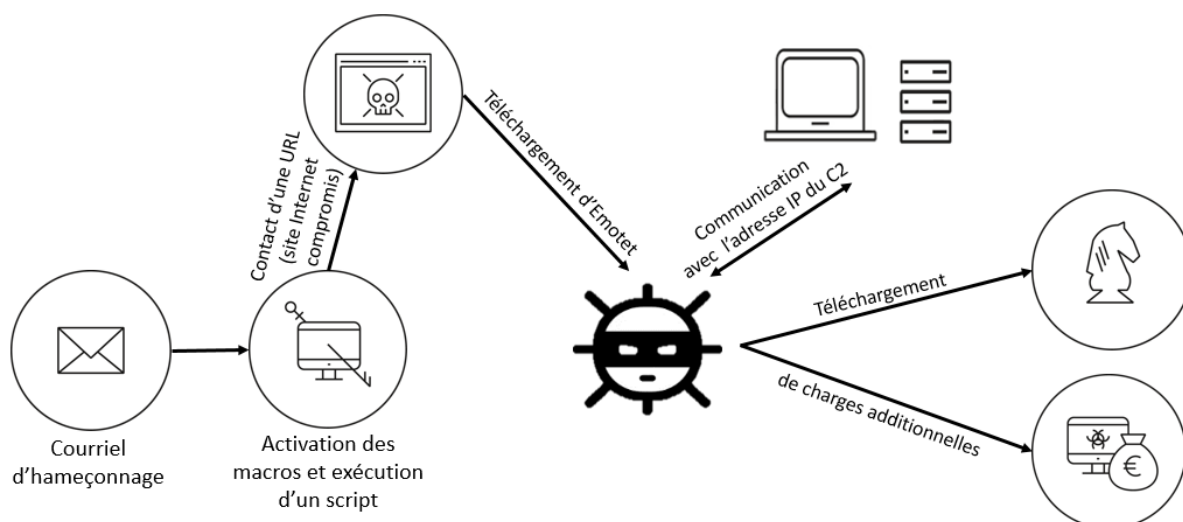 Courriel
d'hameçonnage
Activation des
macros et exécution
d'un script
Contact d'une URL
(site Internet
compromis)
Téléchargement d'Emotet
Communication
avec l'adresse IP du C2
Téléchargement
de charges additionnelles
€